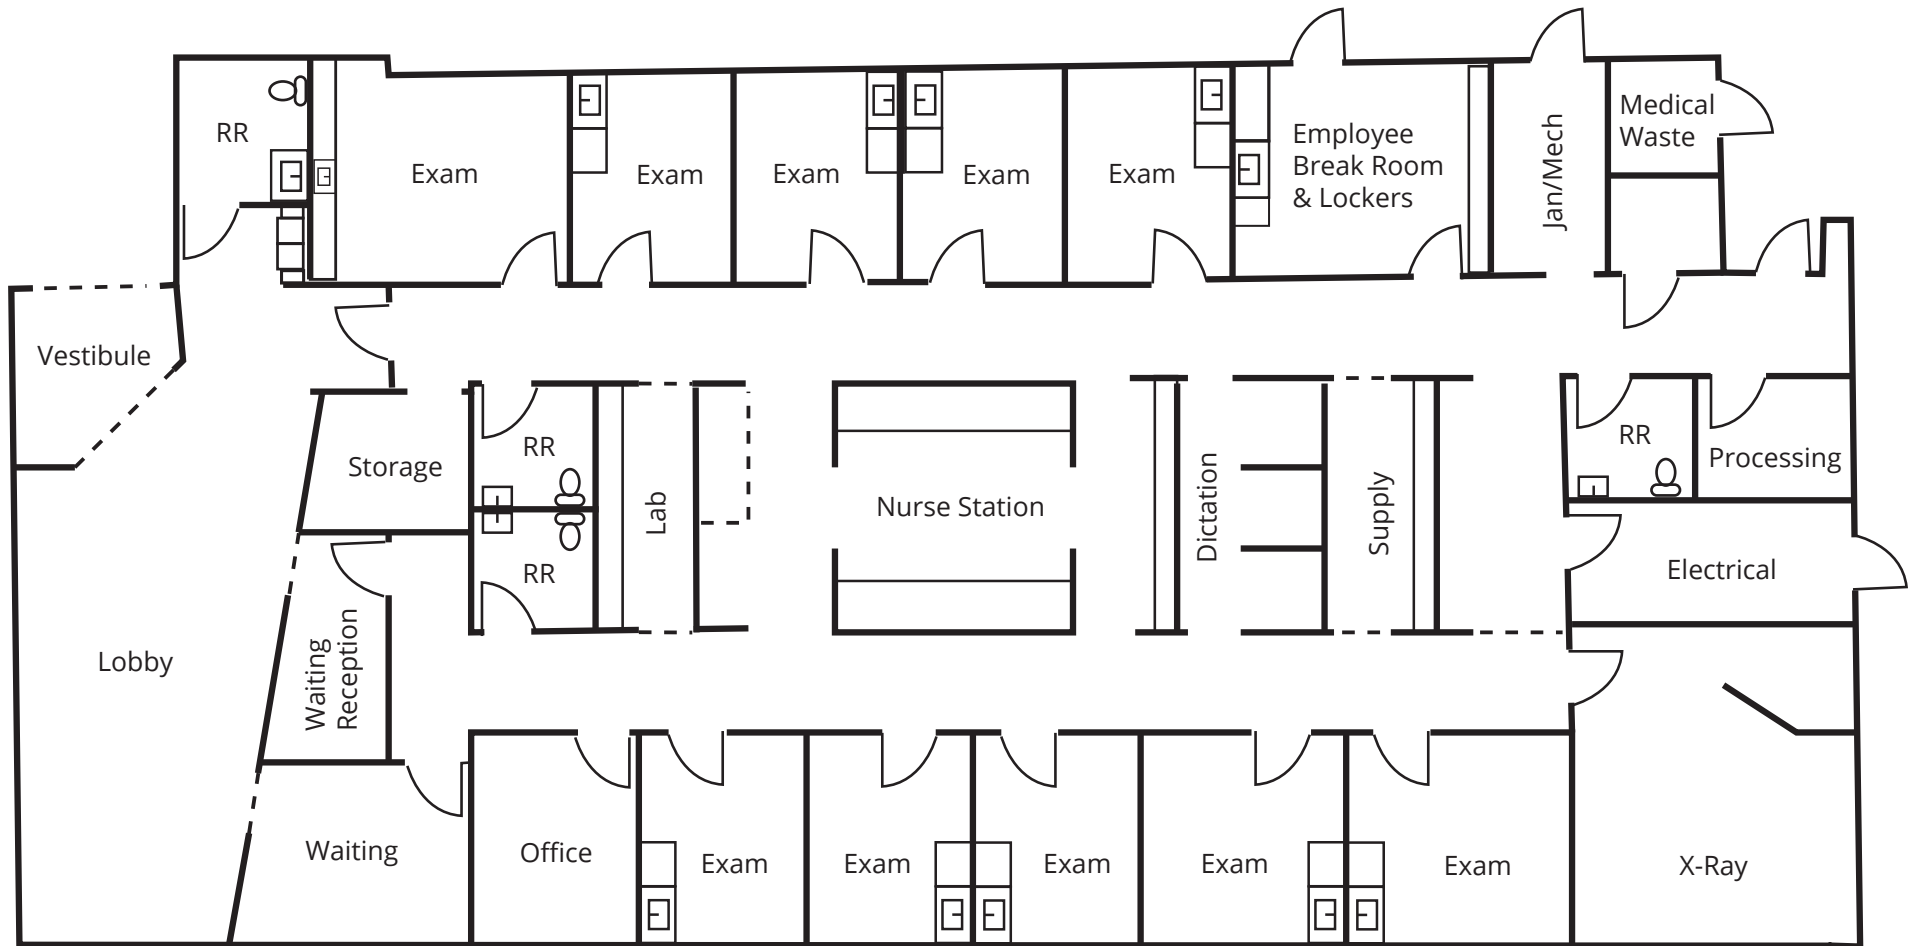 RR
Exam
Exam
Exam
Exam
Exam
Employee
Break Room
& Lockers
Jan/Mech
Medical
Waste
Vestibule
Storage
RR
RR
Lab
Nurse Station
Dictation
Supply
RR
Processing
Electrical
Lobby
Waiting
Reception
Waiting
Office
Exam
Exam
Exam
Exam
Exam
X-Ray